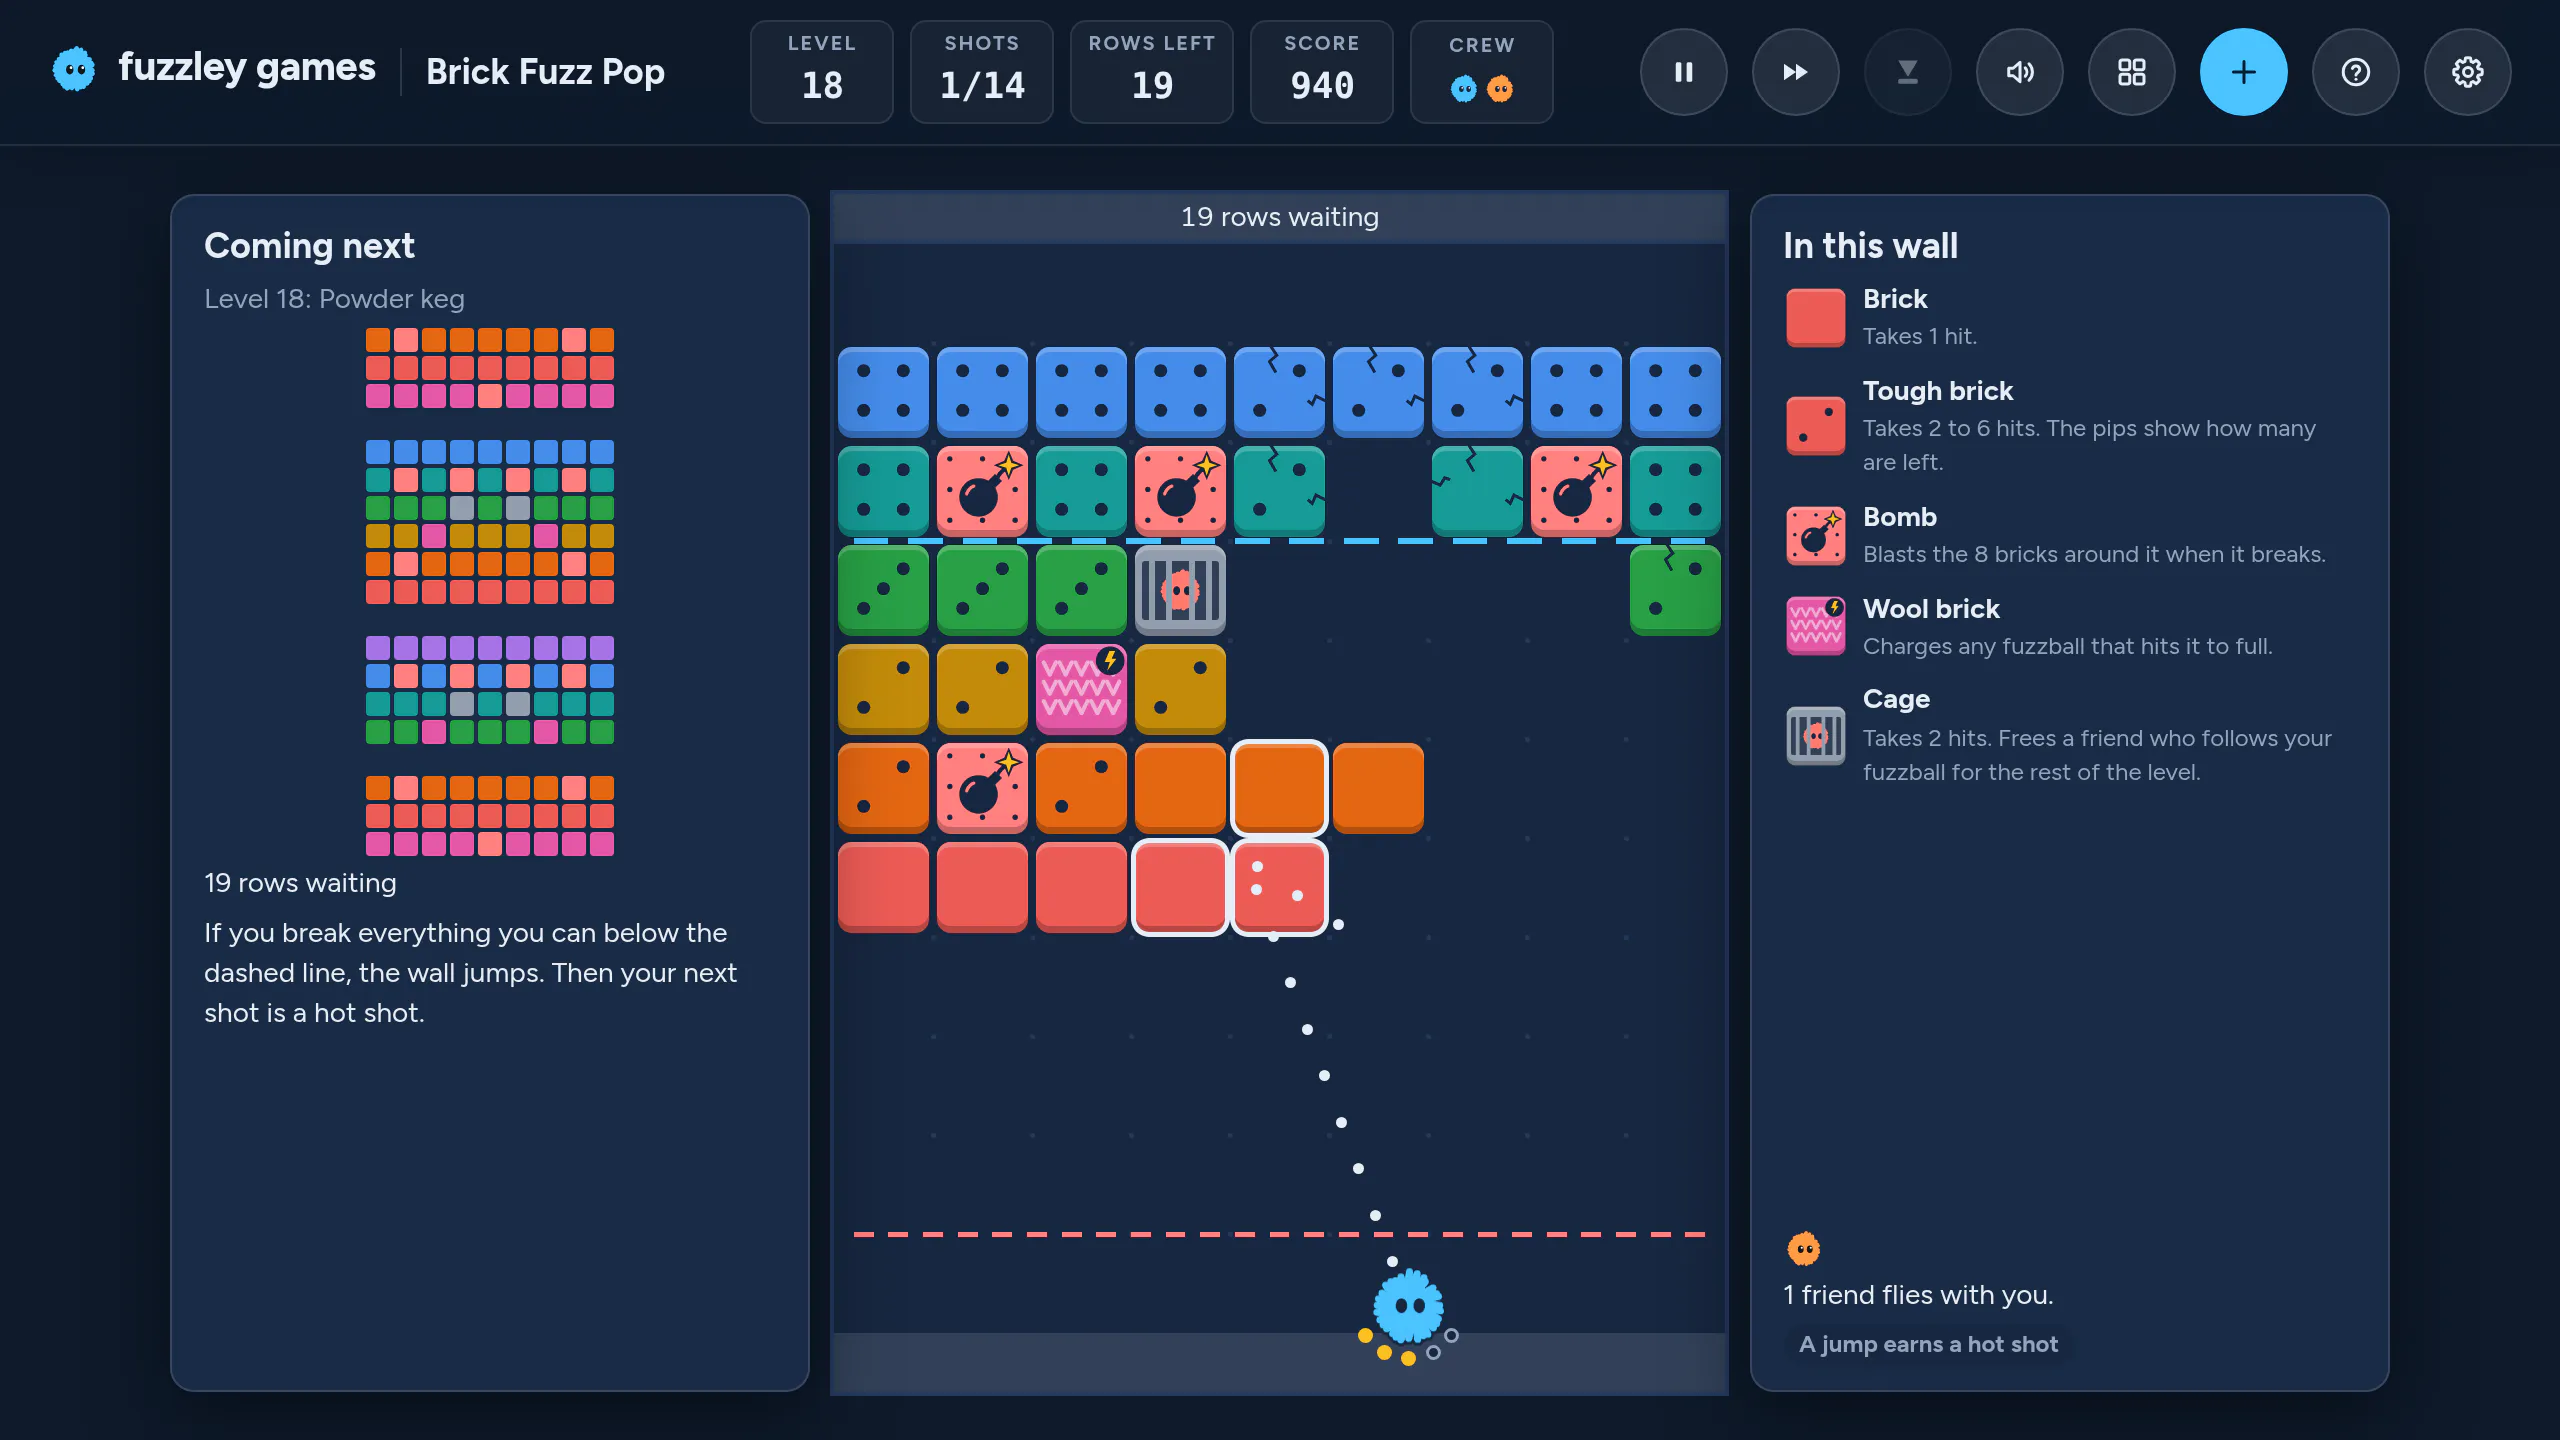 fuzzley games
Brick Fuzz Pop
LEVEL
18
SHOTS
1/14
ROWS LEFT
19
SCORE
940
CREW
Coming next
Level 18: Powder keg
19 rows waiting
If you break everything you can below the
dashed line, the wall jumps. Then your next
shot is a hot shot.
19 rows waiting
In this wall
Brick
Takes 1 hit.
Tough brick
Takes 2 to 6 hits. The pips show how many
are left.
Bomb
Blasts the 8 bricks around it when it breaks.
Wool brick
Charges any fuzzball that hits it to full.
Cage
Takes 2 hits. Frees a friend who follows your
fuzzball for the rest of the level.
1 friend flies with you.
A jump earns a hot shot